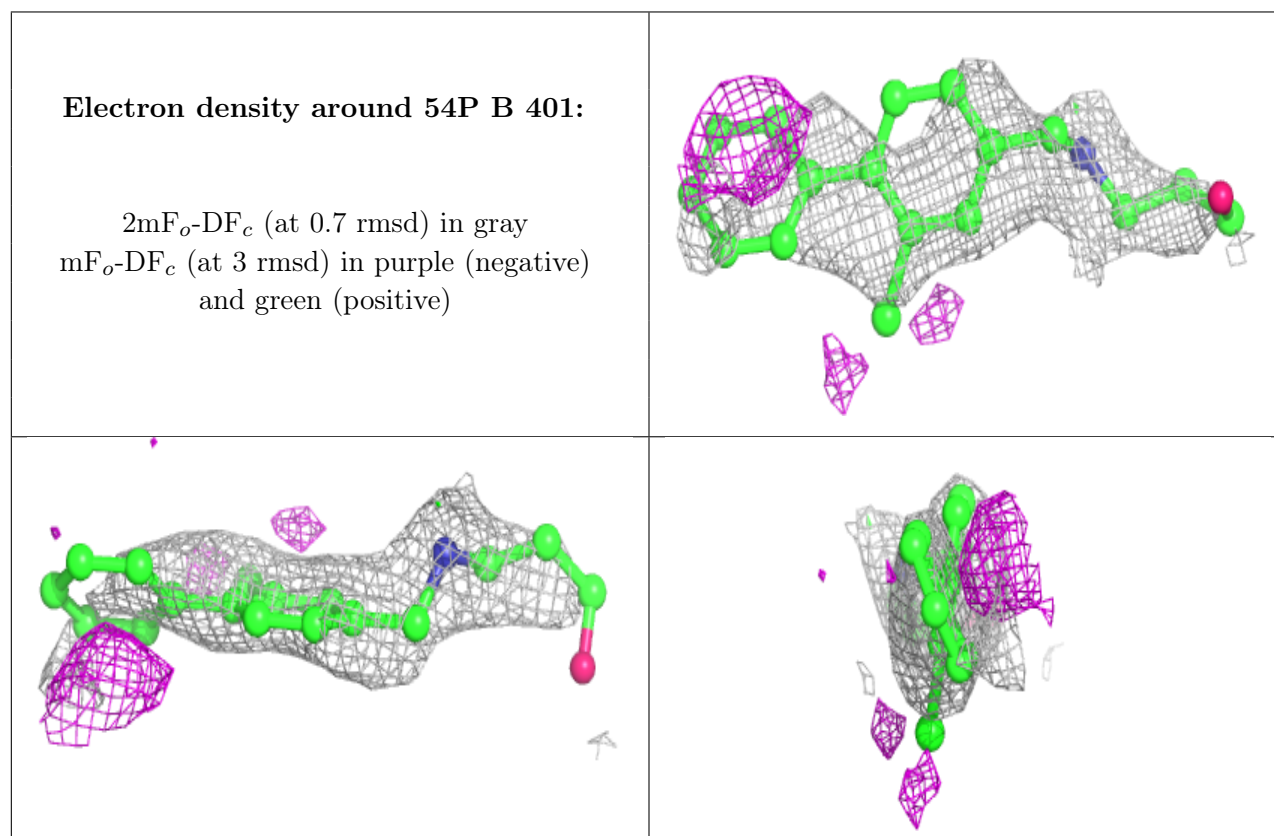 Electron density around 54P B 401:
2mFₒ-DF𝒸 (at 0.7 rmsd) in gray
mFₒ-DF𝒸 (at 3 rmsd) in purple (negative)
and green (positive)